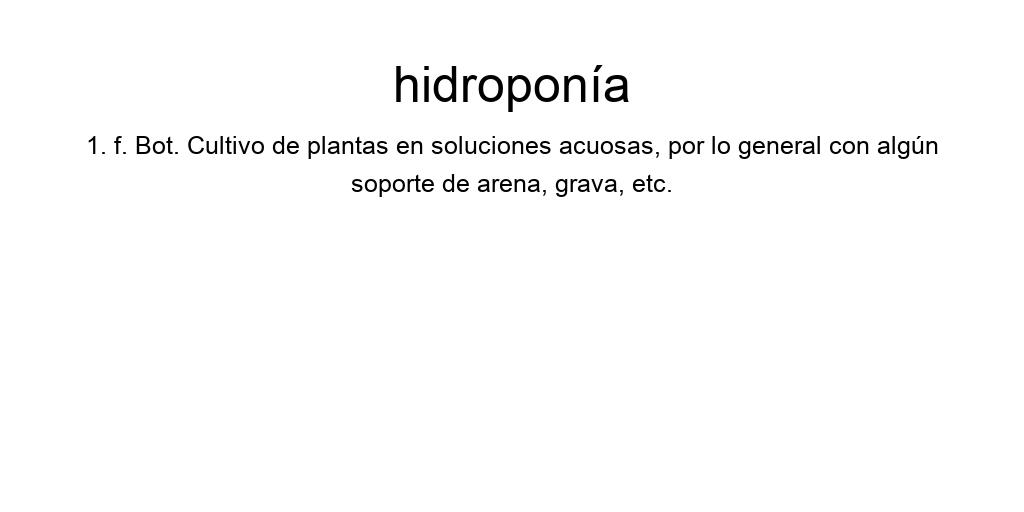 hidroponía
1. f. Bot. Cultivo de plantas en soluciones acuosas, por lo general con algún
soporte de arena, grava, etc.